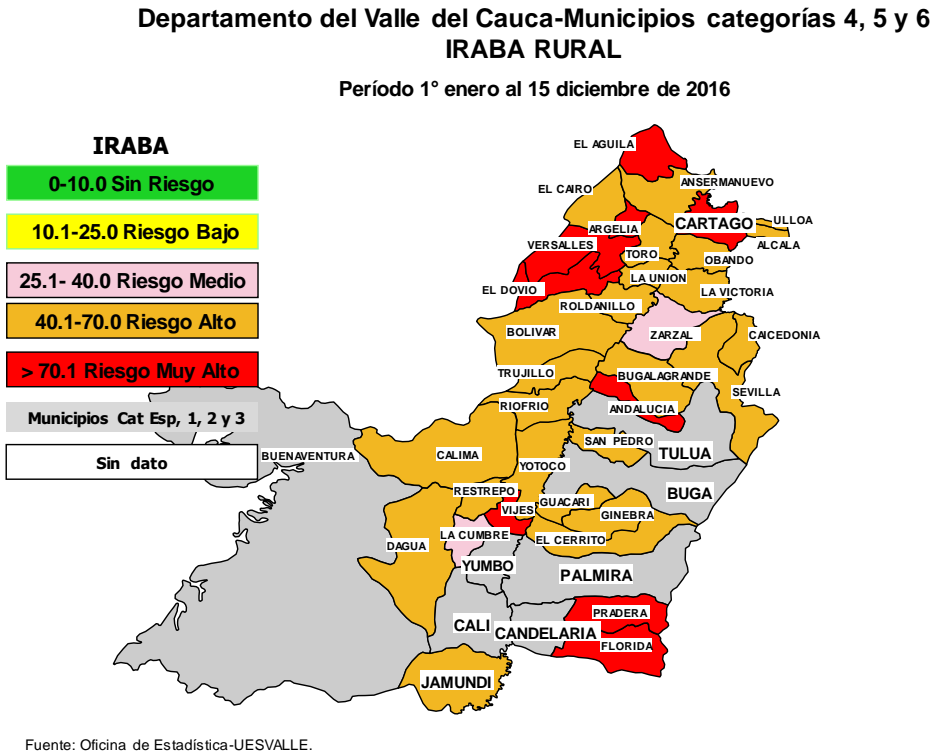 Departamento del Valle del Cauca-Municipios categorías 4, 5 y 6
IRABA RURAL
Período 1° enero al 15 diciembre de 2016
IRABA
0-10.0 Sin Riesgo
10.1-25.0 Riesgo Bajo
25.1- 40.0 Riesgo Medio
40.1-70.0 Riesgo Alto
> 70.1 Riesgo Muy Alto
Municipios Cat Esp, 1, 2 y 3
Sin dato
EL AGUILA
ANSERMANUEVO
EL CAIRO
ULLOA
CARTAGO
ARGELIA
VERSALLES
ALCALA
TORO
OBANDO
LA UNION
EL DOVIO
LA VICTORIA
ROLDANILLO
BOLIVAR
ZARZAL
CAICEDONIA
TRUJILLO
BUGALAGRANDE
SEVILLA
RIOFRIO
ANDALUCIA
SAN PEDRO
TULUA
BUENAVENTURA
CALIMA
YOTOCO
RESTREPO
BUGA
GUACARI
VIJES
GINEBRA
LA CUMBRE
EL CERRITO
DAGUA
YUMBO
PALMIRA
PRADERA
CALI
CANDELARIA
FLORIDA
JAMUNDI
Fuente: Oficina de Estadística-UESVALLE.